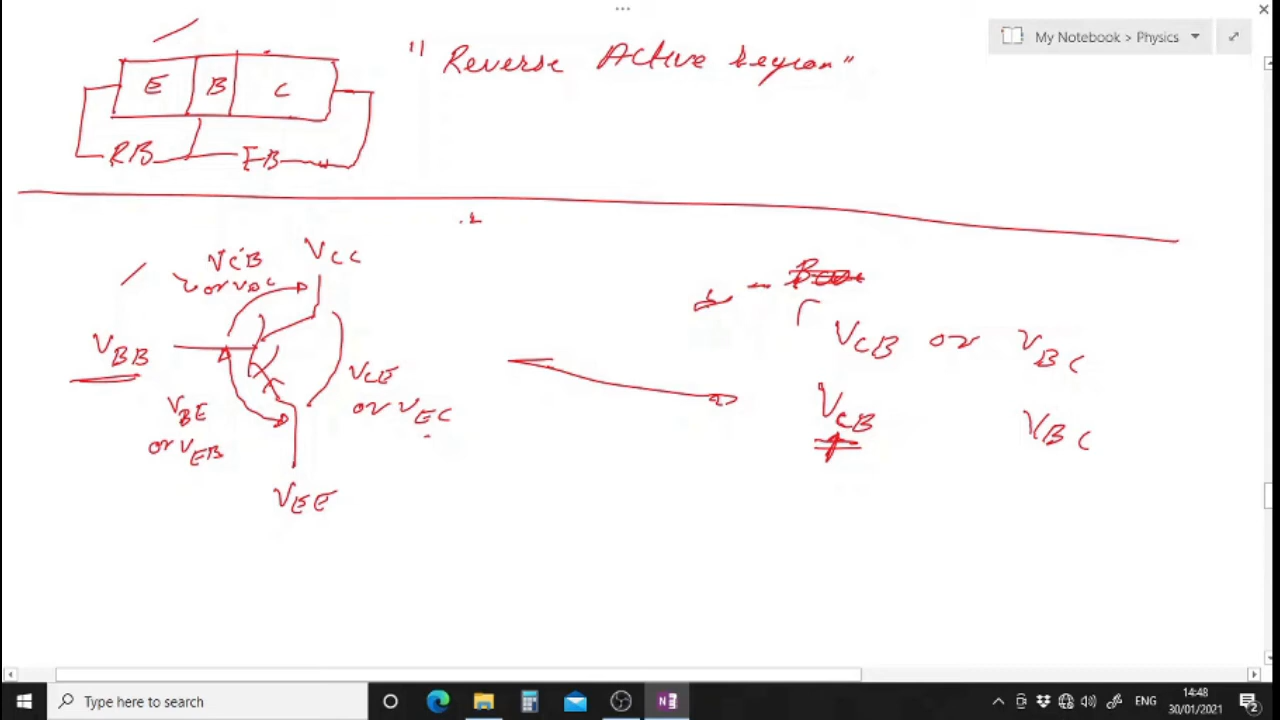 My Notebook > Physics
"Reverse Active Region"
E B C
RB FB
VCB
VCC
or VBC
VCB or VBC
VBB
VCE
or VEC
VCB VBC
VBE
or VEB
VEE
Type here to search
ENG
14:48
30/01/2021
2